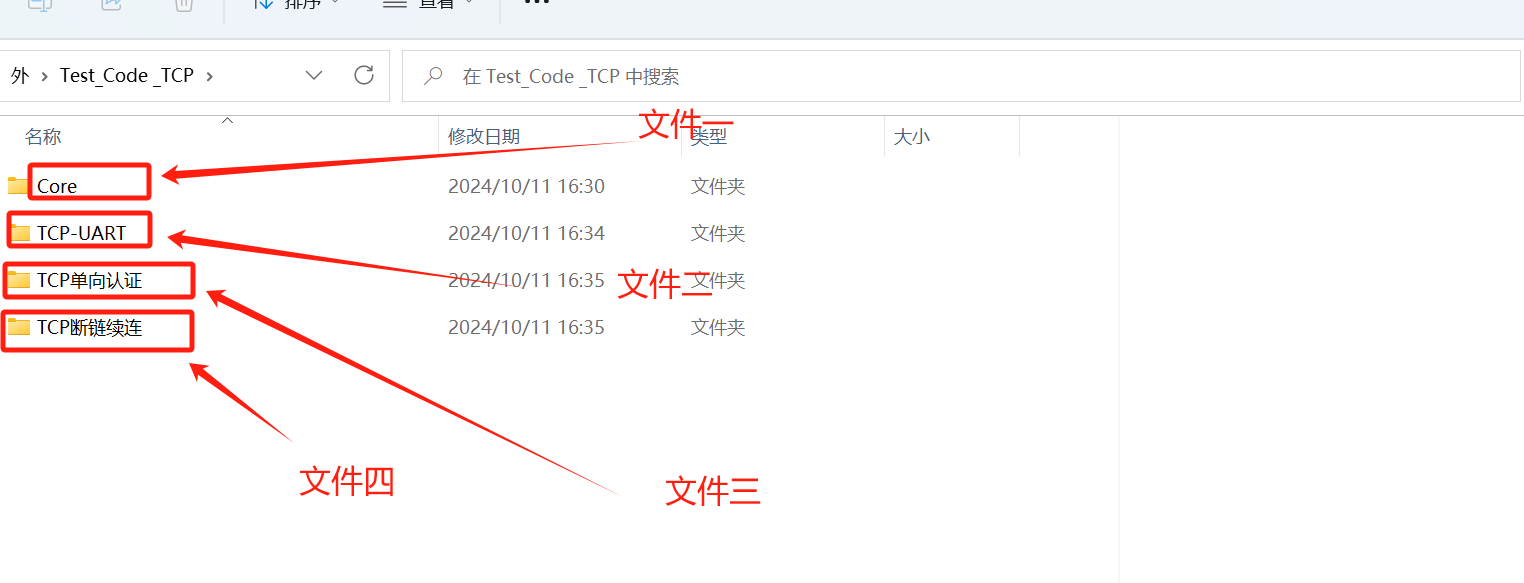 排序 查看
外 > Test_Code _TCP >
在 Test_Code _TCP 中搜索
名称 修改日期 类型 大小
文件一
Core 2024/10/11 16:30 文件夹
TCP-UART 2024/10/11 16:34 文件夹
TCP单向认证 2024/10/11 16:35 文件夹
文件二
TCP断链续连 2024/10/11 16:35 文件夹
文件四
文件三